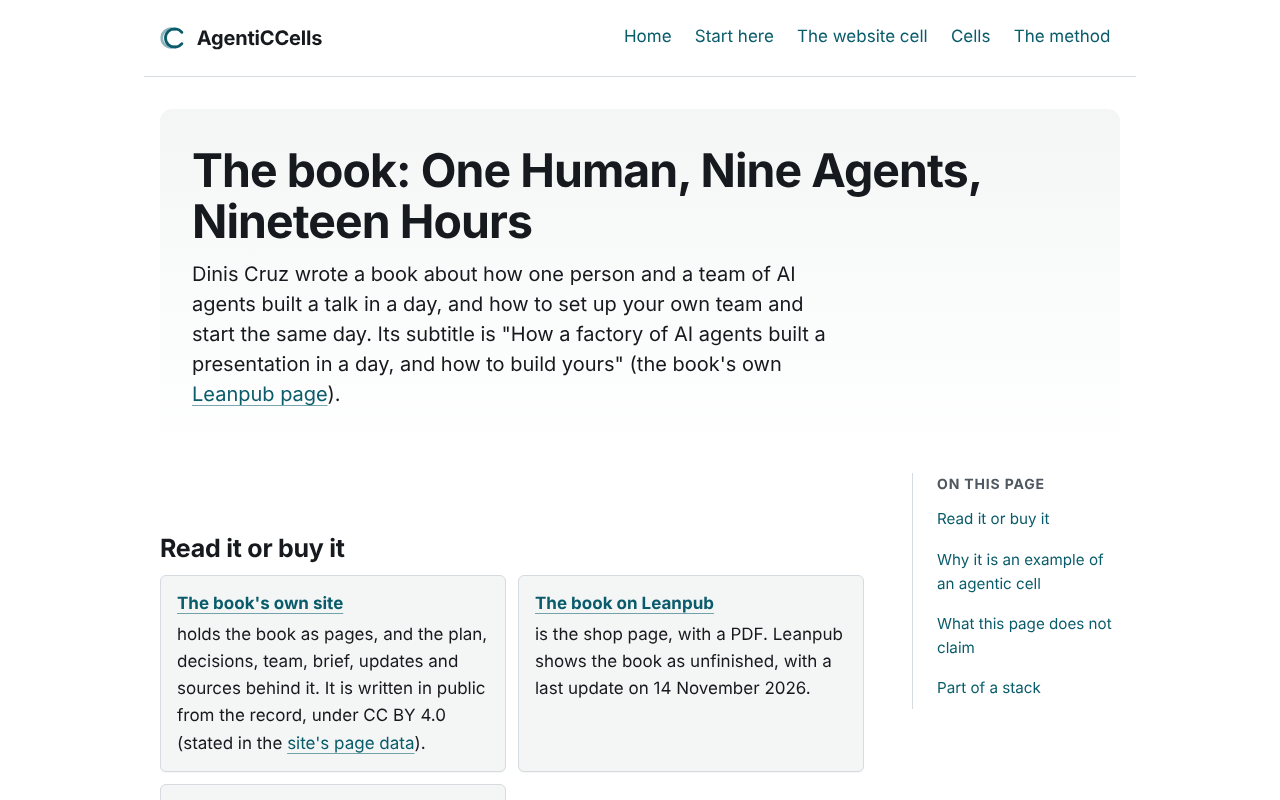 AgentiCCells
Home
Start here
The website cell
Cells
The method
The book: One Human, Nine Agents,
Nineteen Hours
Dinis Cruz wrote a book about how one person and a team of AI
agents built a talk in a day, and how to set up your own team and
start the same day. Its subtitle is "How a factory of AI agents built a
presentation in a day, and how to build yours" (the book's own
Leanpub page).
ON THIS PAGE
Read it or buy it
Why it is an example of
an agentic cell
What this page does not
claim
Part of a stack
Read it or buy it
The book's own site
holds the book as pages, and the plan,
decisions, team, brief, updates and
sources behind it. It is written in public
from the record, under CC BY 4.0
(stated in the site's page data).
The book on Leanpub
is the shop page, with a PDF. Leanpub
shows the book as unfinished, with a
last update on 14 November 2026.